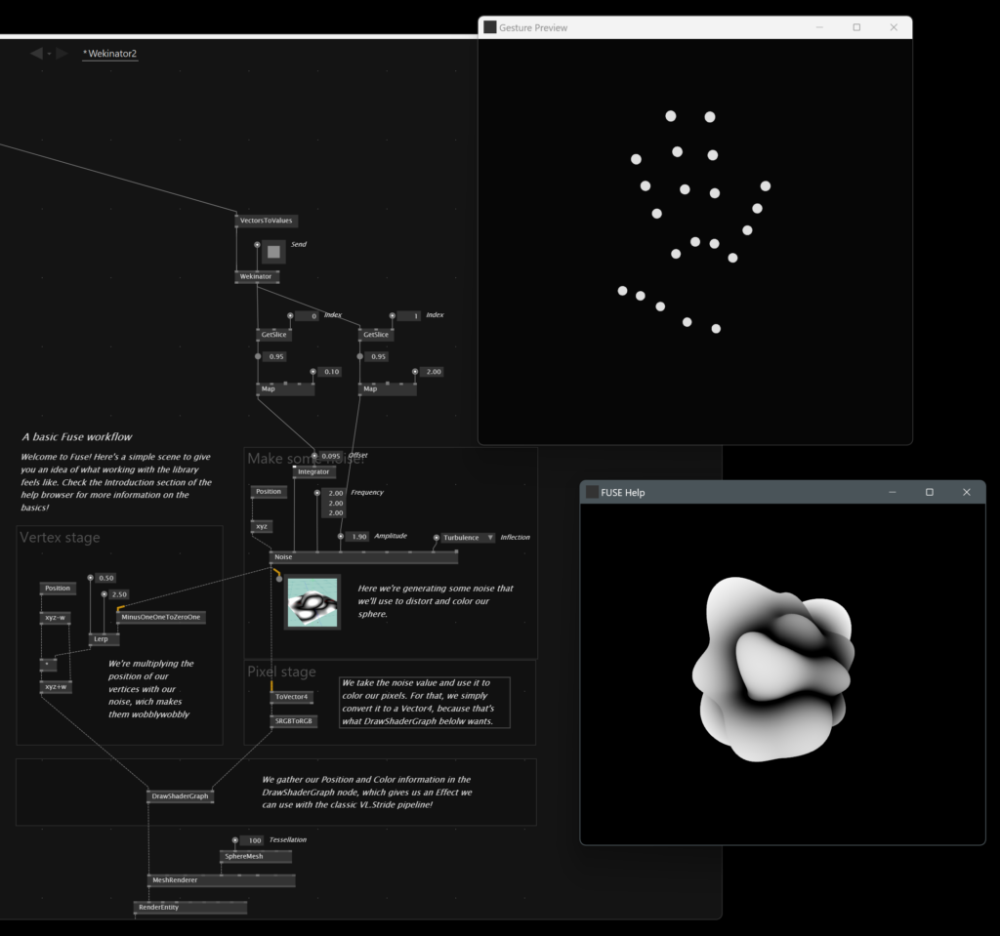 Gesture Preview
*Wekinator2
VectorsToValues
Send
Wekinator
0
Index
1
Index
GetSlice
GetSlice
0.95
0.95
0.10
2.00
Map
Map
A basic Fuse workflow
Welcome to Fuse! Here's a simple scene to give
you an idea of what working with the library
feels like. Check the Introduction section of the
help browser for more information on the
basics!
Make some noise!
0.095
Offset
Integrator
Position
2.00
2.00
2.00
Frequency
xyz
1.90
Amplitude
Turbulence
Inflection
Noise
Here we're generating some noise that
we'll use to distort and color our
sphere.
FUSE Help
Vertex stage
0.50
Position
2.50
xyz-w
MinusOneOneToZeroOne
Lerp
*
xyz+w
We're multiplying the
position of our
vertices with our
noise, wich makes
them wobblywobbly
Pixel stage
ToVector4
SRGBToRGB
We take the noise value and use it to
color our pixels. For that, we simply
convert it to a Vector4, because that's
what DrawShaderGraph belolw wants.
DrawShaderGraph
We gather our Position and Color information in the
DrawShaderGraph node, which gives us an Effect we
can use with the classic VL.Stride pipeline!
100
Tessellation
SphereMesh
MeshRenderer
RenderEntity